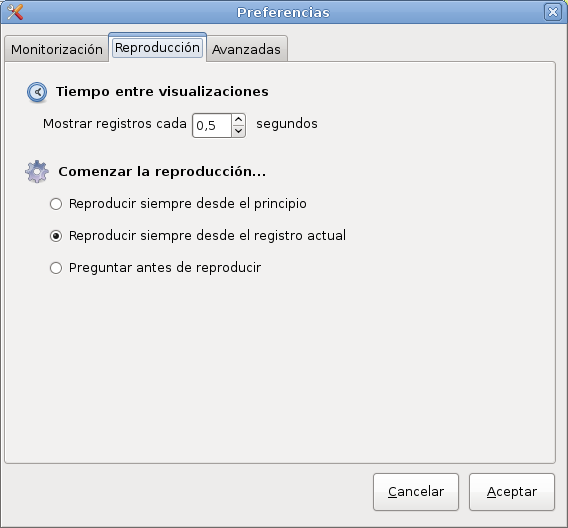 Preferencias
Monitorización Reproducción Avanzadas
Tiempo entre visualizaciones
Mostrar registros cada 0,5 segundos
Comenzar la reproducción...
Reproducir siempre desde el principio
Reproducir siempre desde el registro actual
Preguntar antes de reproducir
Cancelar Aceptar